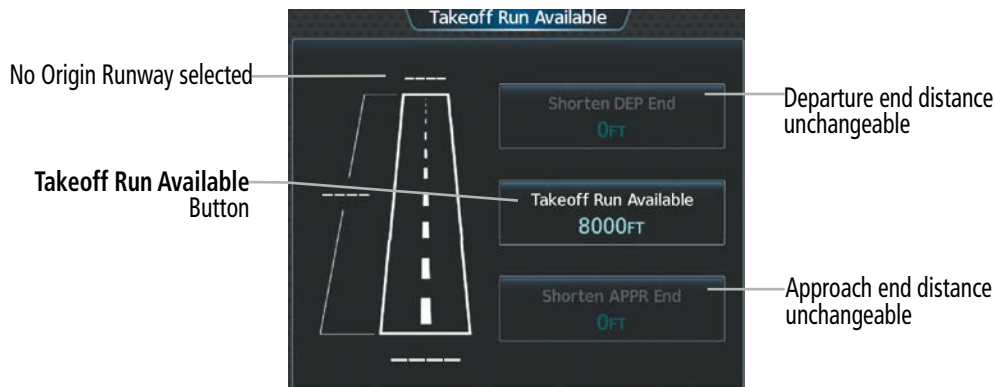 Takeoff Run Available
No Origin Runway selected
----
Shorten DEP End
0FT
Departure end distance
unchangeable
Takeoff Run Available
Button
----
Takeoff Run Available
8000FT
Shorten APPR End
0FT
Approach end distance
unchangeable
----